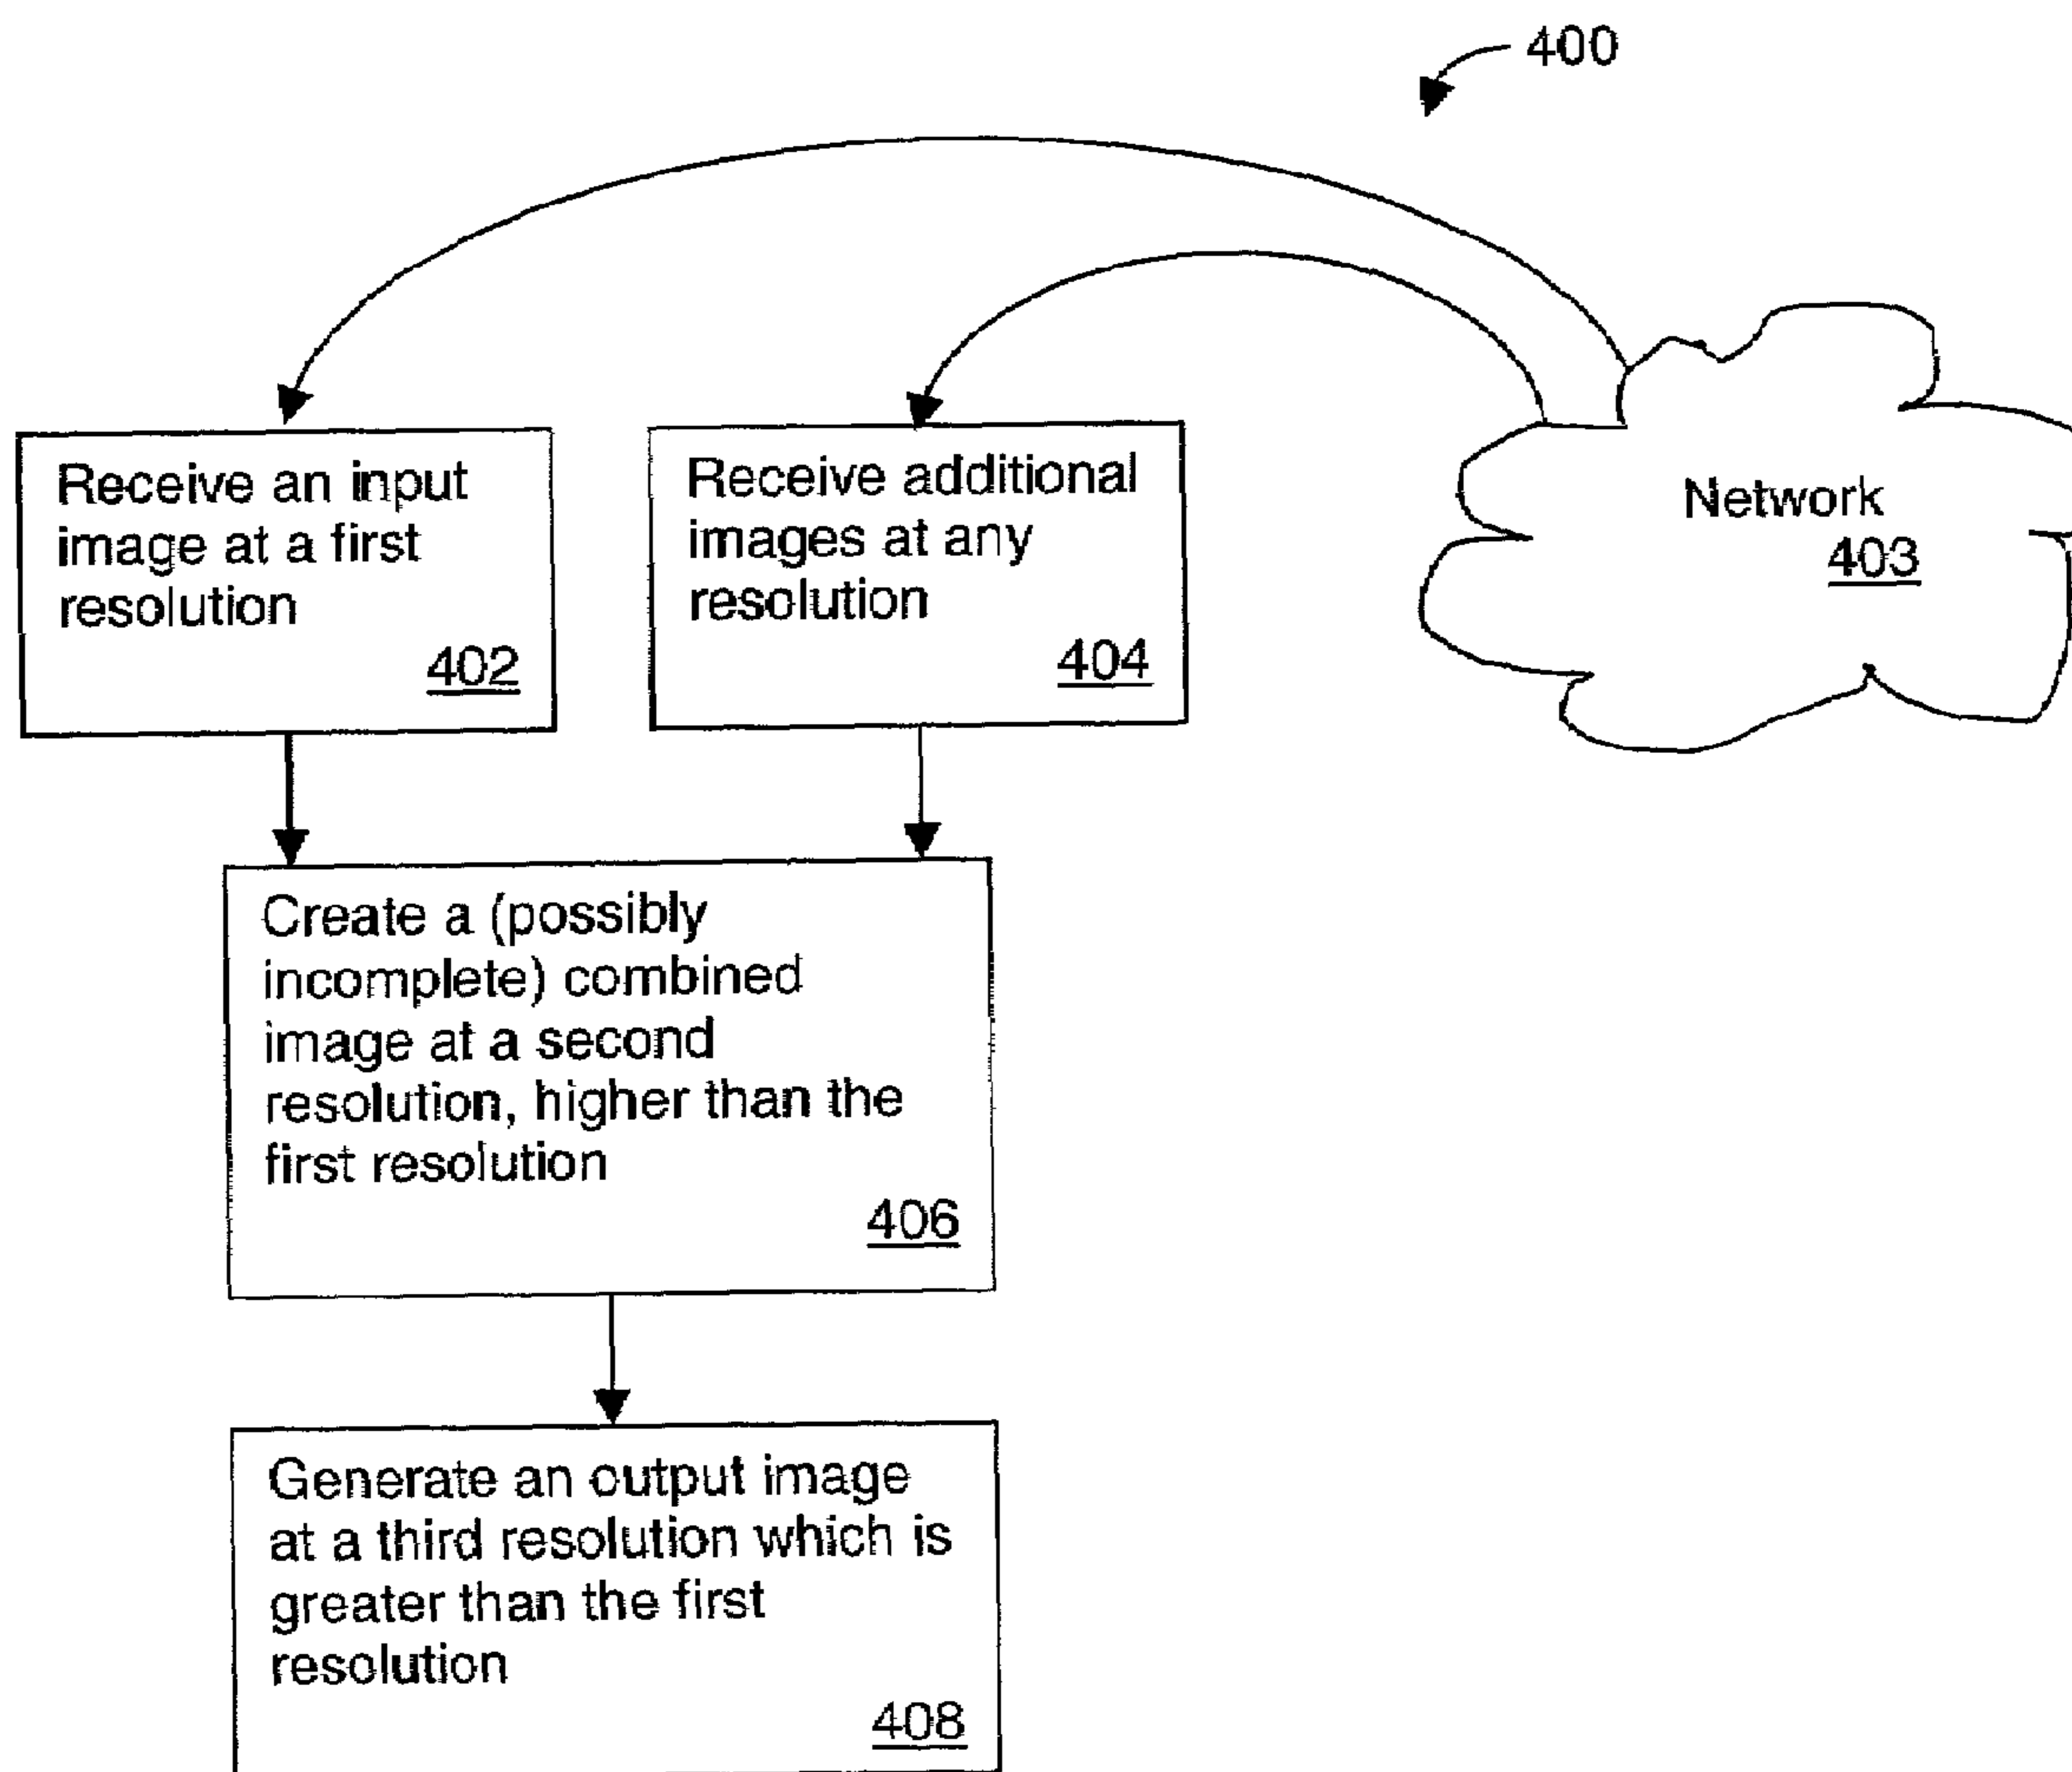 400
Receive an input
image at a first
resolution
402
Receive additional
images at any
resolution
404
Network
403
Create a (possibly
incomplete) combined
image at a second
resolution, higher than the
first resolution
406
Generate an output image
at a third resolution which is
greater than the first
resolution
408